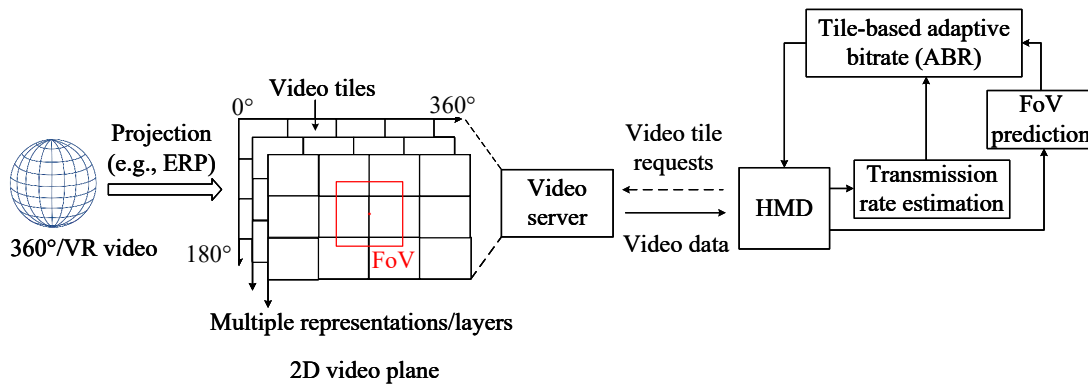 Projection
(e.g., ERP)
360°/VR video
Video tiles
0°
360°
180°
FoV
Multiple representations/layers
2D video plane
Video
server
Video tile
requests
Video data
HMD
Tile-based adaptive
bitrate (ABR)
Transmission
rate estimation
FoV
prediction